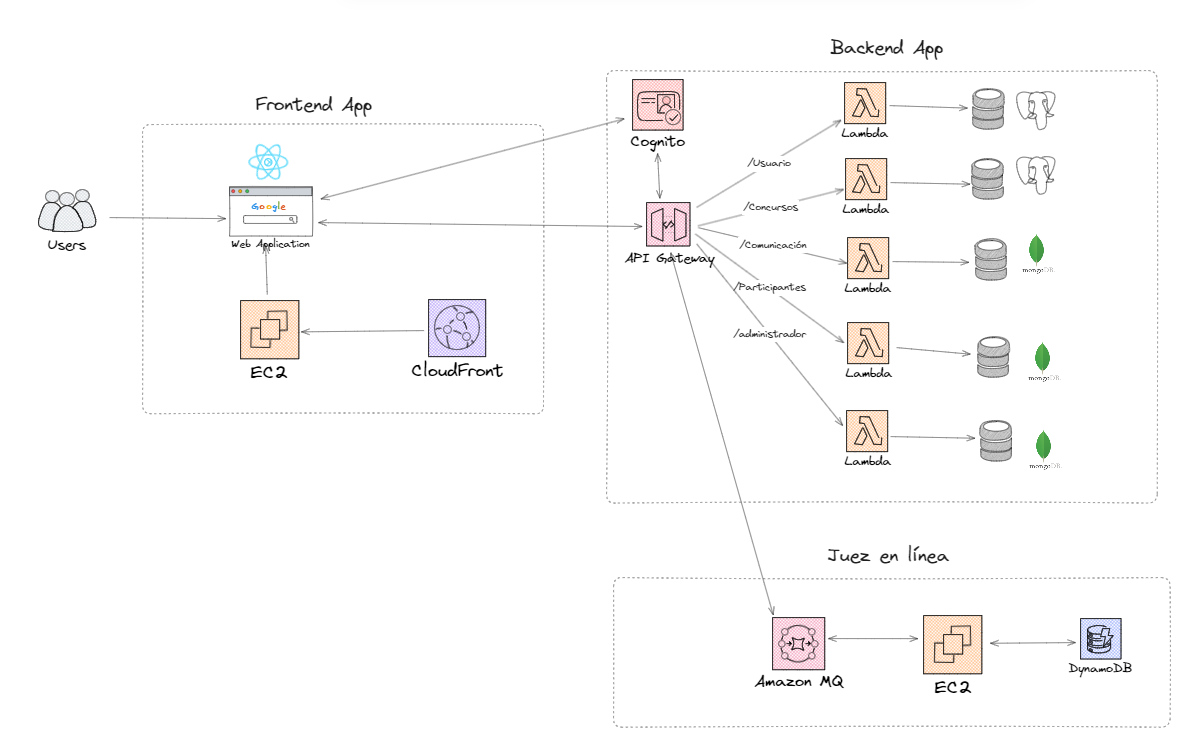 Backend App
Frontend App
Cognito
Lambda
/Usuario
Google
Users
Web Application
/Concursos
Lambda
API Gateway
/Comunicación
mongoDB.
Lambda
/Participantes
/administrador
EC2
CloudFront
Lambda
mongoDB.
Lambda
mongoDB.
Juez en línea
Amazon MQ
EC2
DynamoDB